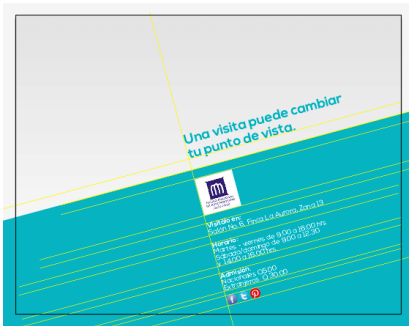 Una visita puede cambiar
tu punto de vista.
Visítalo en:
Salón No. 6, Finca La Aurora, Zona 13
Horario:
Martes - viernes de 9:00 a 16:00 hrs.
Sábado/domingo de 9:00 a 12:30
y 14:00 a 16:00 hrs.
Admisión:
Nacionales Q5.00
Extranjeros